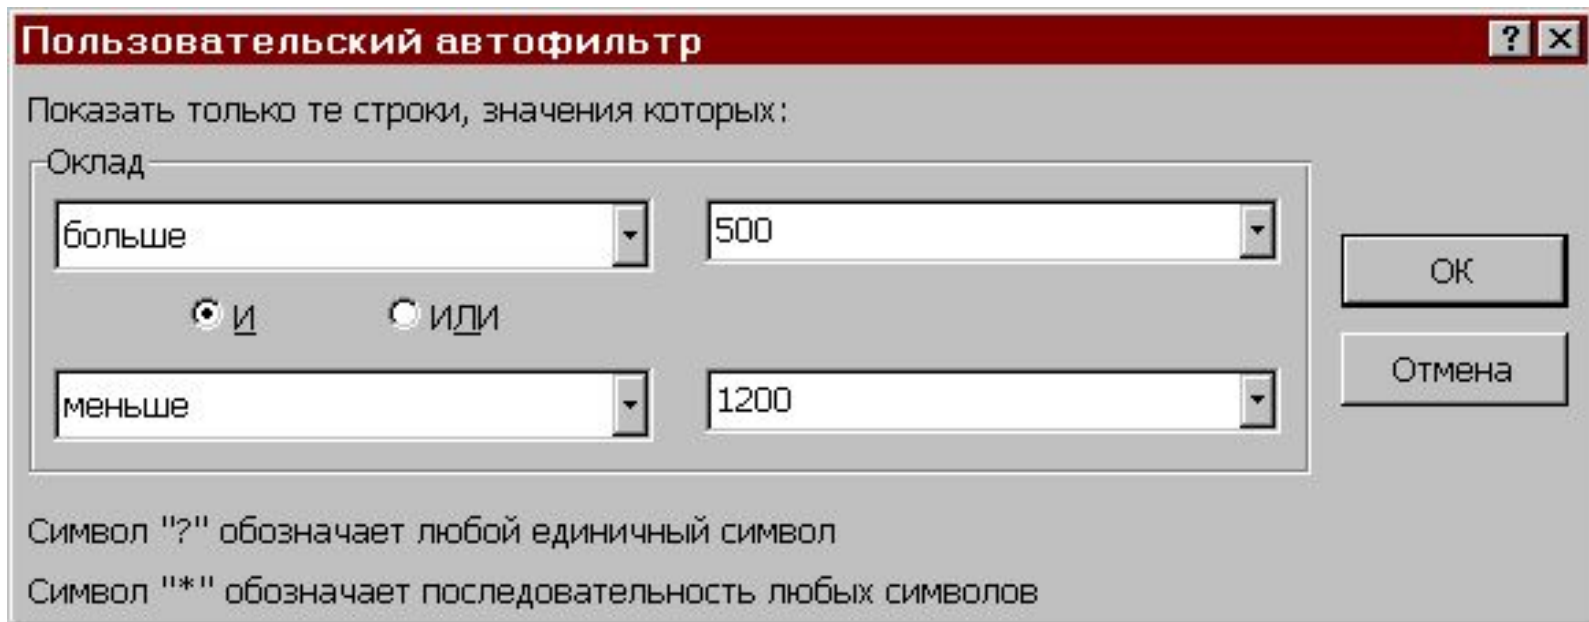 Пользовательский автофильтр
Показать только те строки, значения которых:
Оклад
больше 500
И ИЛИ
ОК
меньше 1200
Отмена
Символ "?" обозначает любой единичный символ
Символ "*" обозначает последовательность любых символов